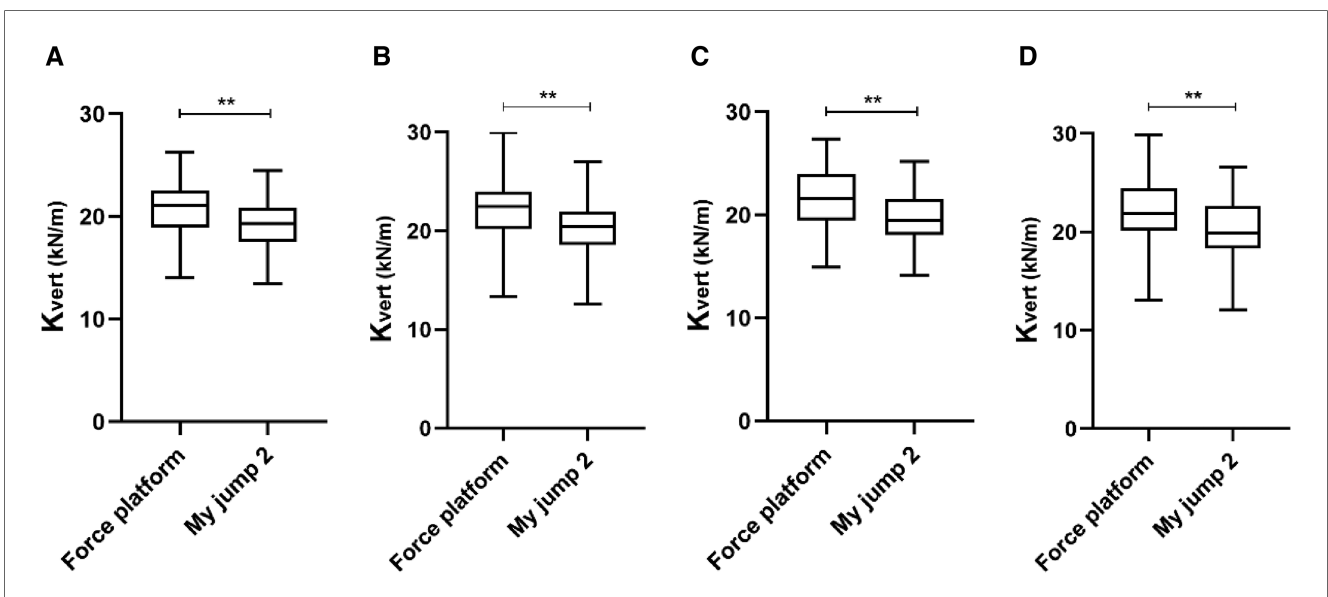 A
**
30
20
10
0
Kvert (kN/m)
Force platform
My jump 2
B
**
30
20
10
0
Kvert (kN/m)
Force platform
My jump 2
C
**
30
20
10
0
Kvert (kN/m)
Force platform
My jump 2
D
**
30
20
10
0
Kvert (kN/m)
Force platform
My jump 2